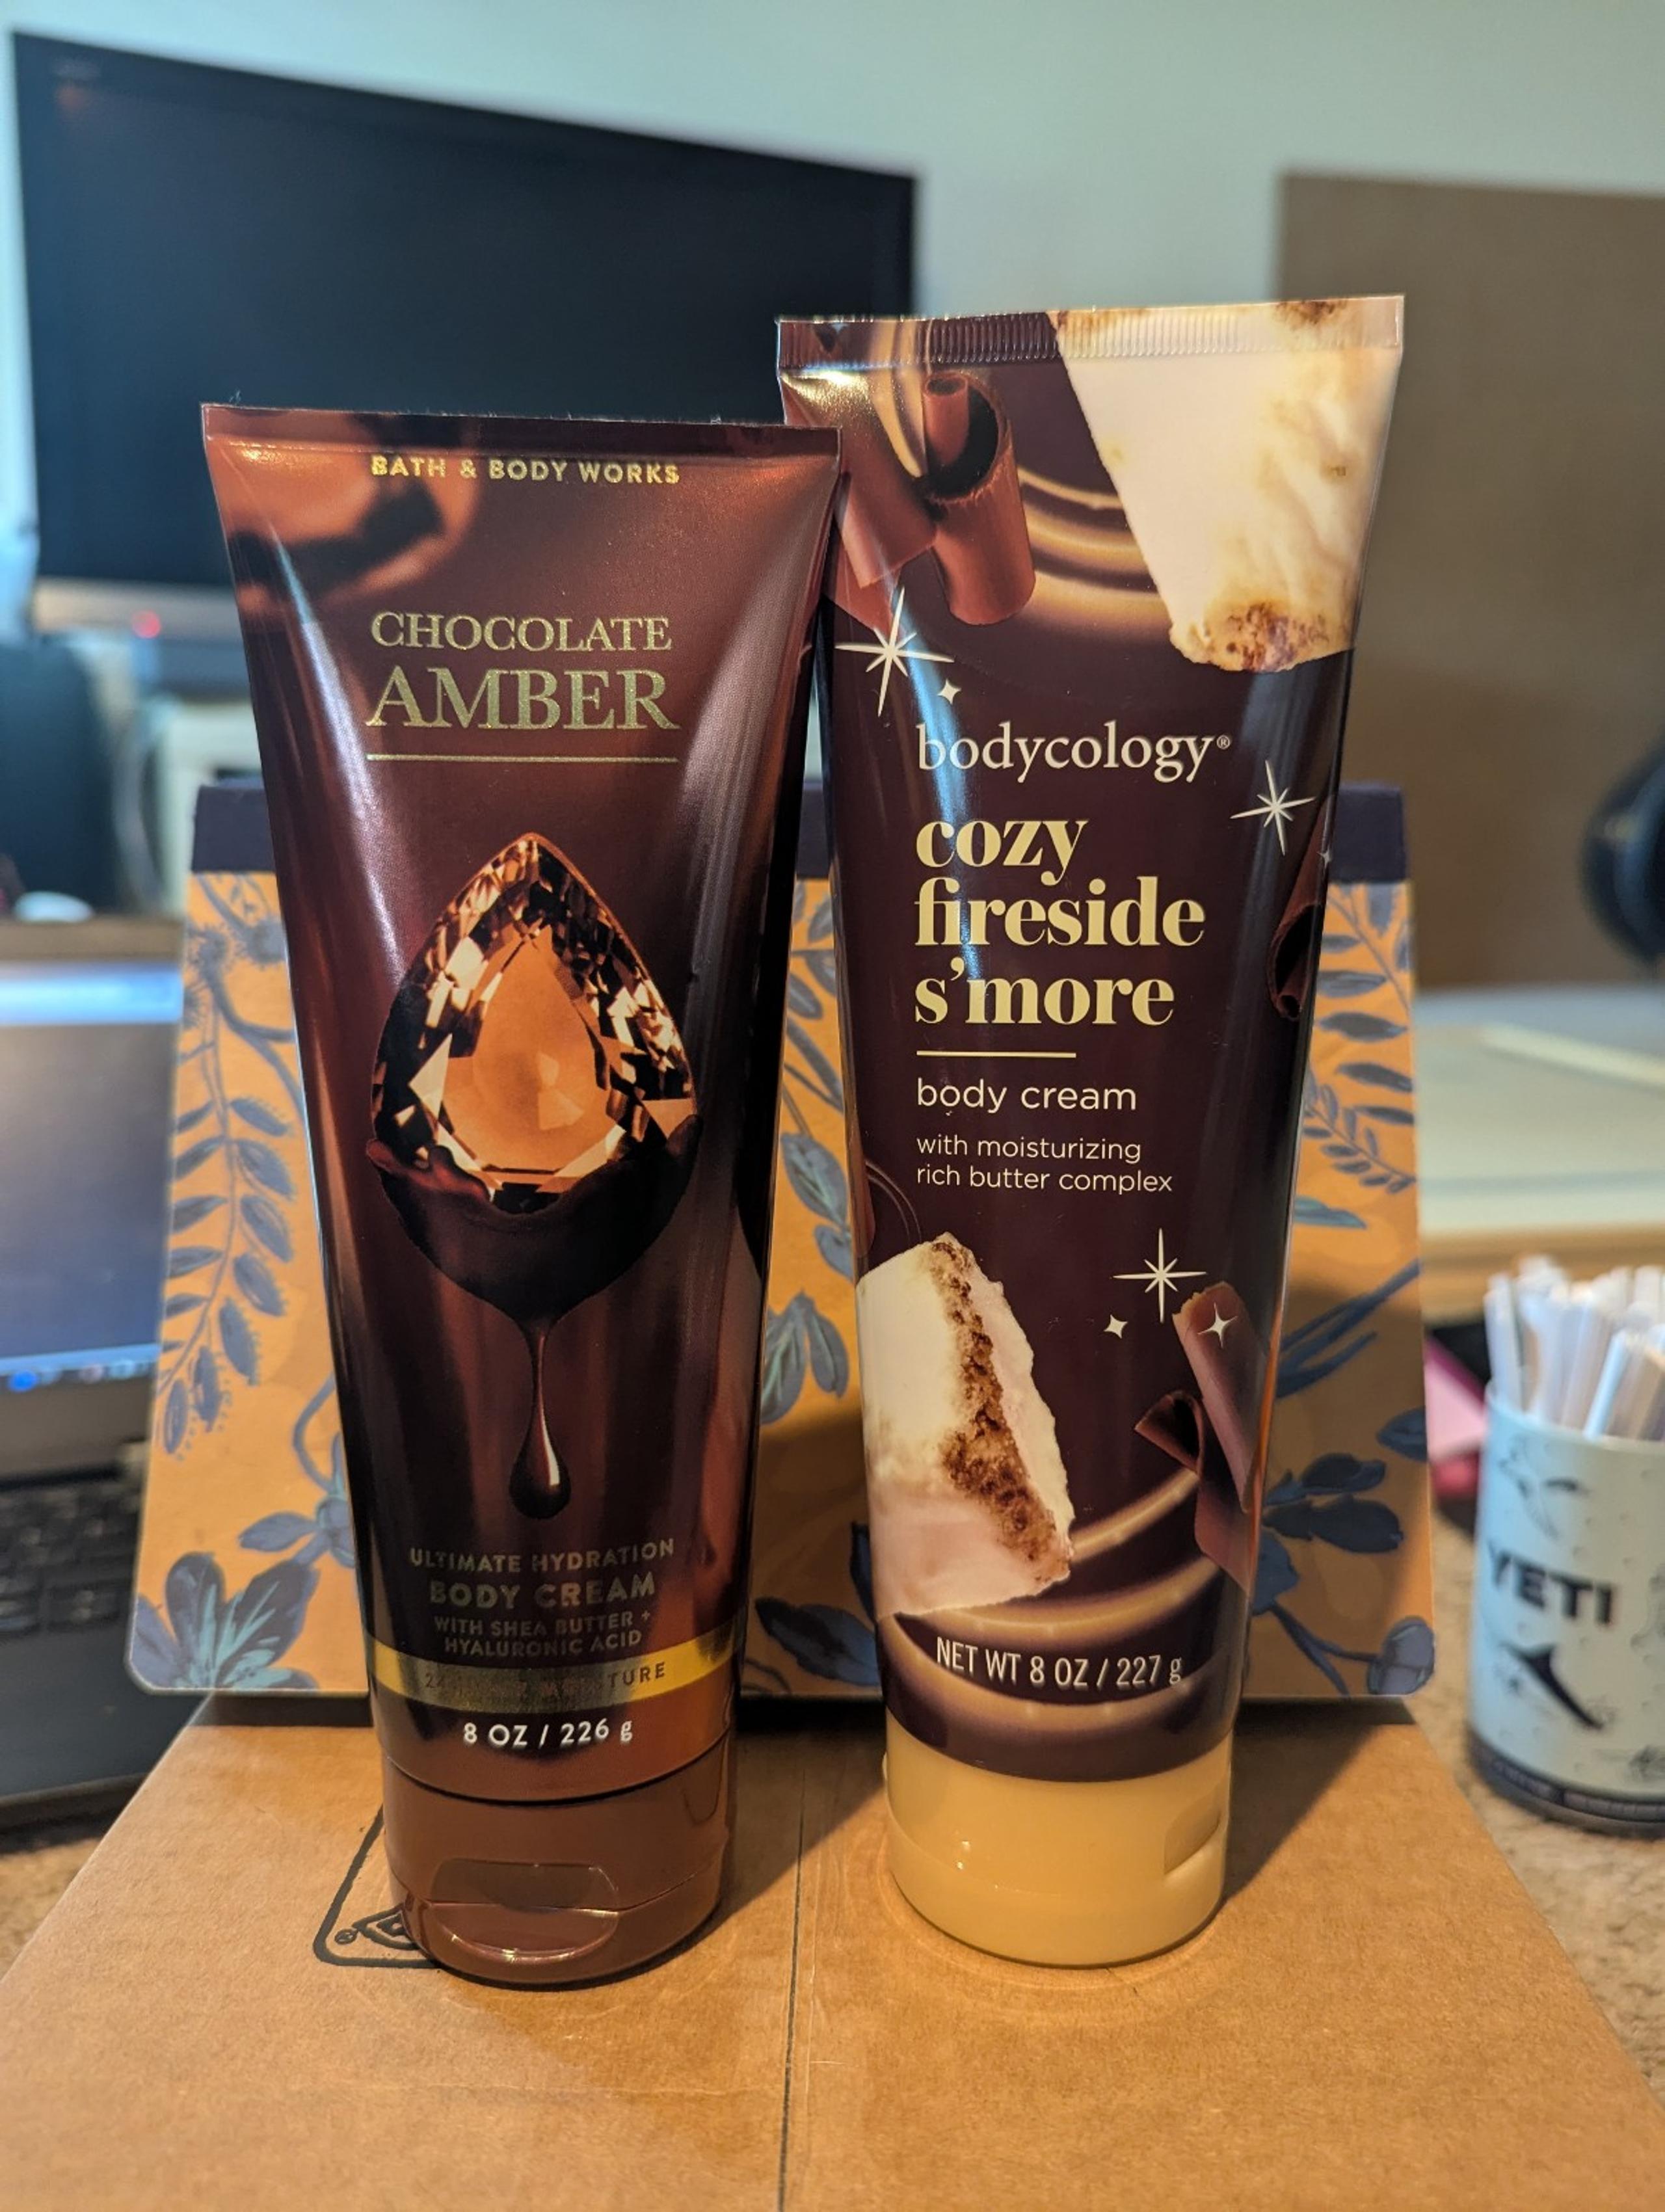 BATH & BODY WORKS
CHOCOLATE
AMBER
ULTIMATE HYDRATION
BODY CREAM
WITH SHEA BUTTER +
HYALURONIC ACID
8 OZ / 226 g
bodycology®
cozy
fireside
s'more
body cream
with moisturizing
rich butter complex
NET WT 8 OZ / 227 g
YETI